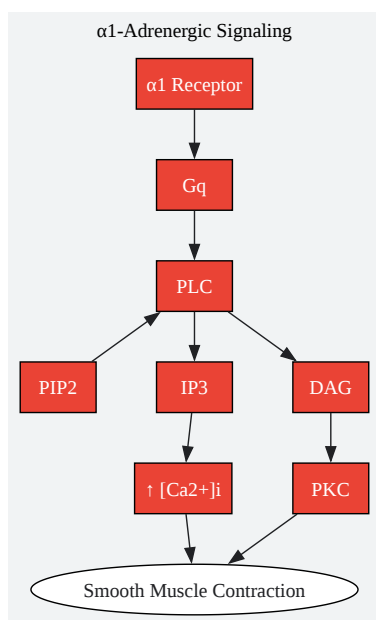 α1-Adrenergic Signaling
α1 Receptor
Gq
PLC
PIP2
IP3
DAG
↑ [Ca2+]i
PKC
Smooth Muscle Contraction